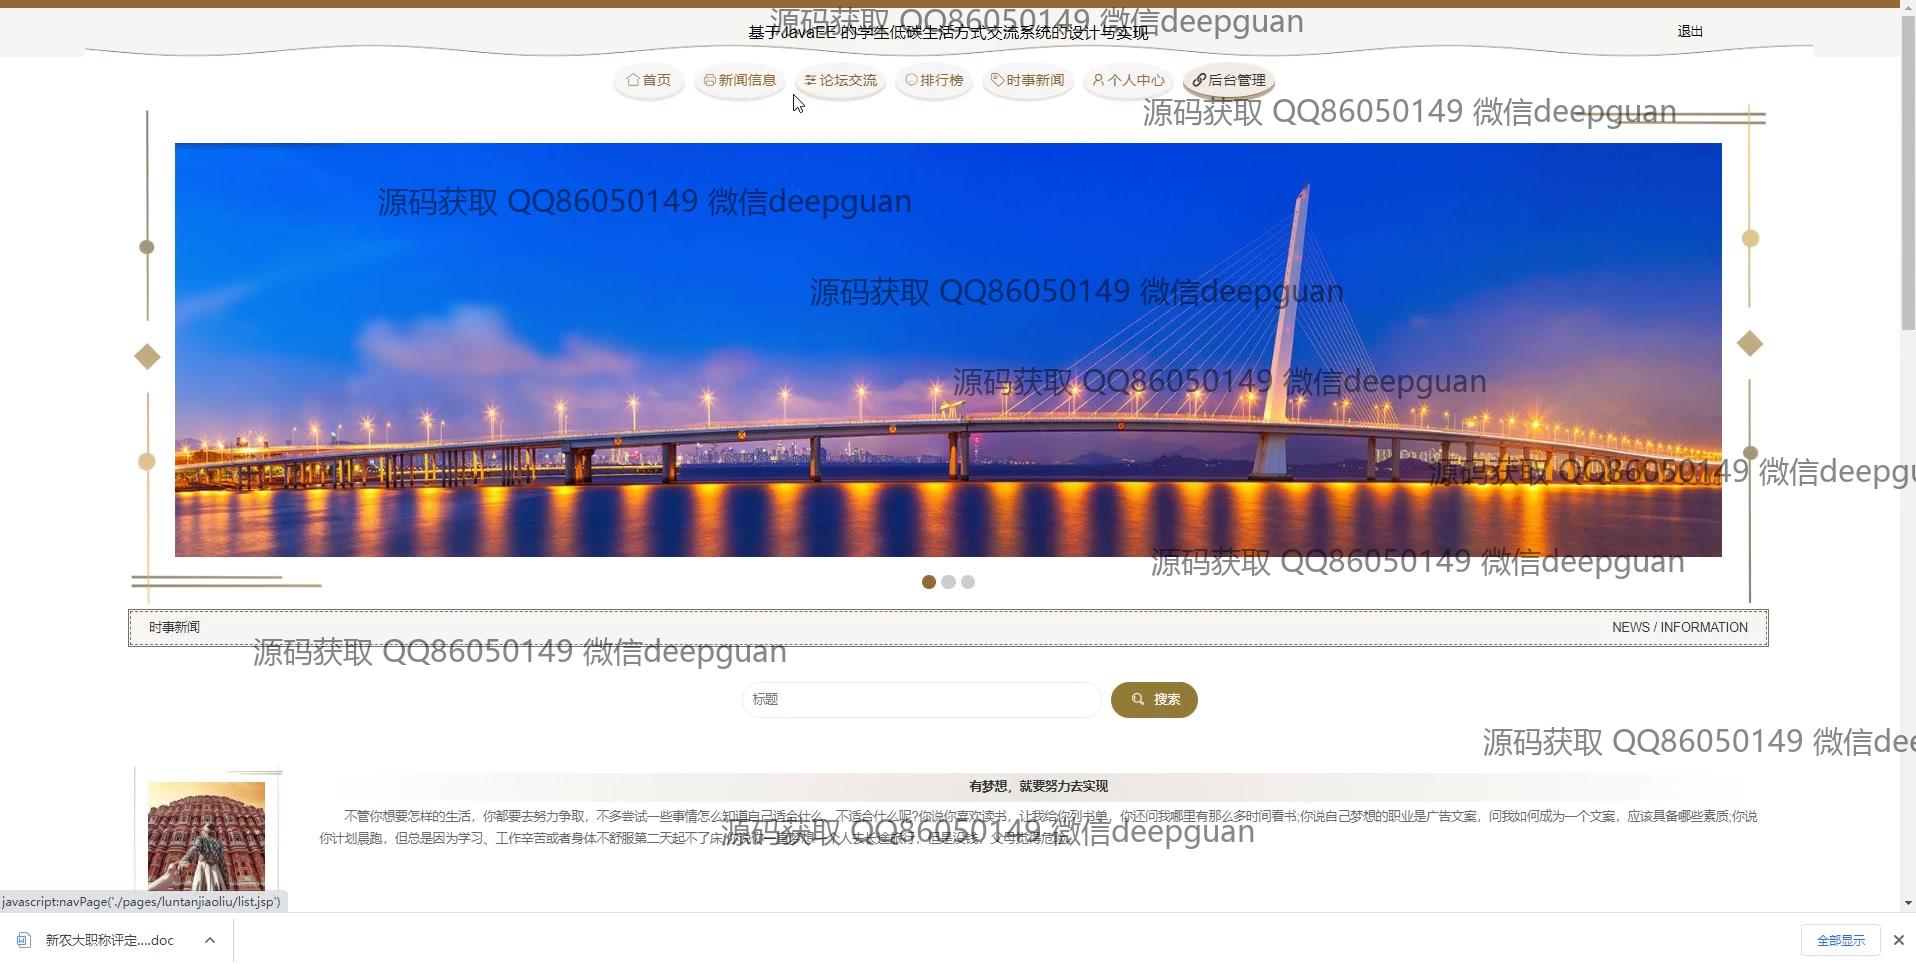 源码获取 QQ86050149 微信deepguan
基于JavaEE 的学生低碳生活方式交流系统的设计与实现
退出
首页 新闻信息 论坛交流 排行榜 时事新闻 个人中心 后台管理
源码获取 QQ86050149 微信deepguan
源码获取 QQ86050149 微信deepguan
源码获取 QQ86050149 微信deepguan
源码获取 QQ86050149 微信deepguan
源码获取 QQ86050149 微信deepgu
源码获取 QQ86050149 微信deepguan
时事新闻
NEWS / INFORMATION
源码获取 QQ86050149 微信deepguan
标题
搜索
源码获取 QQ86050149 微信dee
有梦想，就要努力去实现
不管你想要怎样的生活，你都要去努力争取，不多尝试一些事情怎么知道自己适合什么、不适合什么呢?你说你喜欢读书，让我给你列书单，你还问我哪里有那么多时间看书;你说自己梦想的职业是广告文案，问我如何成为一个文案，应该具备哪些素质;你说
你计划晨跑，但总是因为学习、工作辛苦或者身体不舒服第二天起不了床
源码获取 QQ86050149 微信deepguan
javascript:navPage('./pages/luntanjiaoliu/list.jsp')
新农大职称评定....doc
全部显示